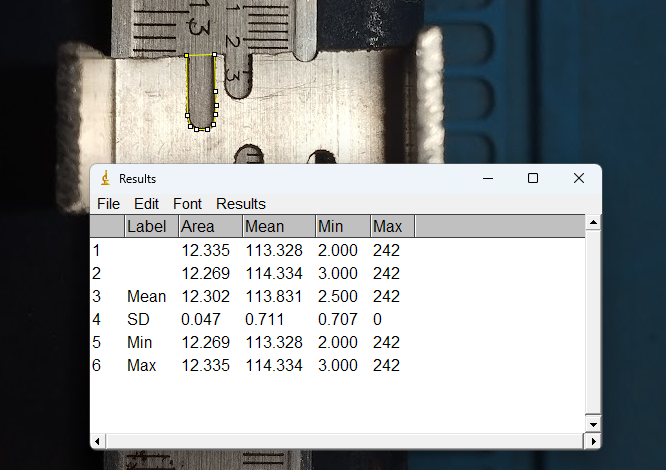 13
1
2
3
Results
File Edit Font Results
Label Area Mean Min Max
1 12.335 113.328 2.000 242
2 12.269 114.334 3.000 242
3 Mean 12.302 113.831 2.500 242
4 SD 0.047 0.711 0.707 0
5 Min 12.269 113.328 2.000 242
6 Max 12.335 114.334 3.000 242